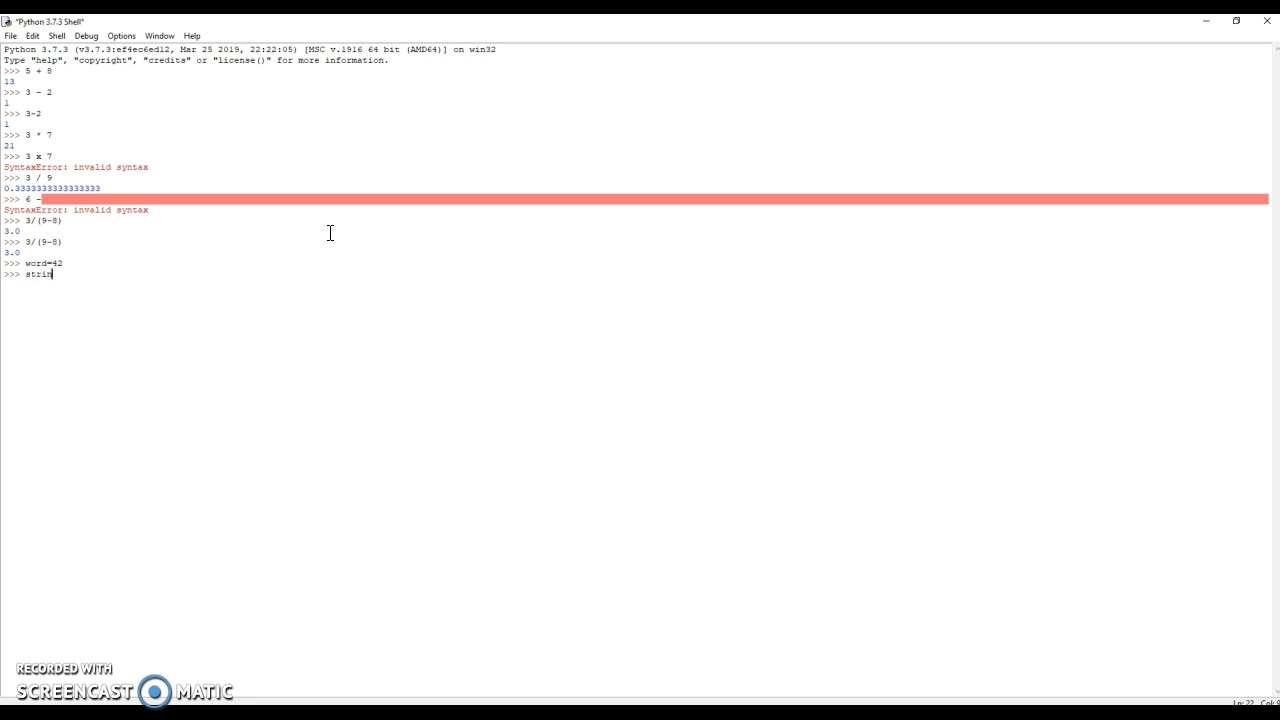 *Python 3.7.3 Shell*
File Edit Shell Debug Options Window Help
Python 3.7.3 (v3.7.3:ef4ec6ed12, Mar 25 2019, 22:22:05) [MSC v.1916 64 bit (AMD64)] on win32
Type "help", "copyright", "credits" or "license()" for more information.
>>> 5 + 8
13
>>> 3 - 2
1
>>> 3-2
1
>>> 3 * 7
21
>>> 3 x 7
SyntaxError: invalid syntax
>>> 3 / 9
0.3333333333333333
>>> 6 -
SyntaxError: invalid syntax
>>> 3/(9-8)
3.0
>>> 3/(9-8)
3.0
>>> word=42
>>> strin
RECORDED WITH
SCREENCAST MATIC
Ln: 22